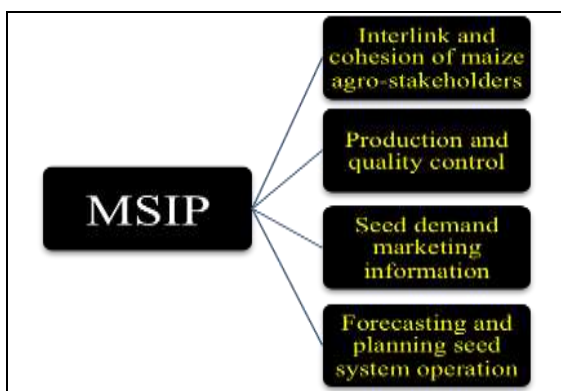 MSIP
Interlink and
cohesion of maize
agro-stakeholders
Production and
quality control
Seed demand
marketing
information
Forecasting and
planning seed
system operation